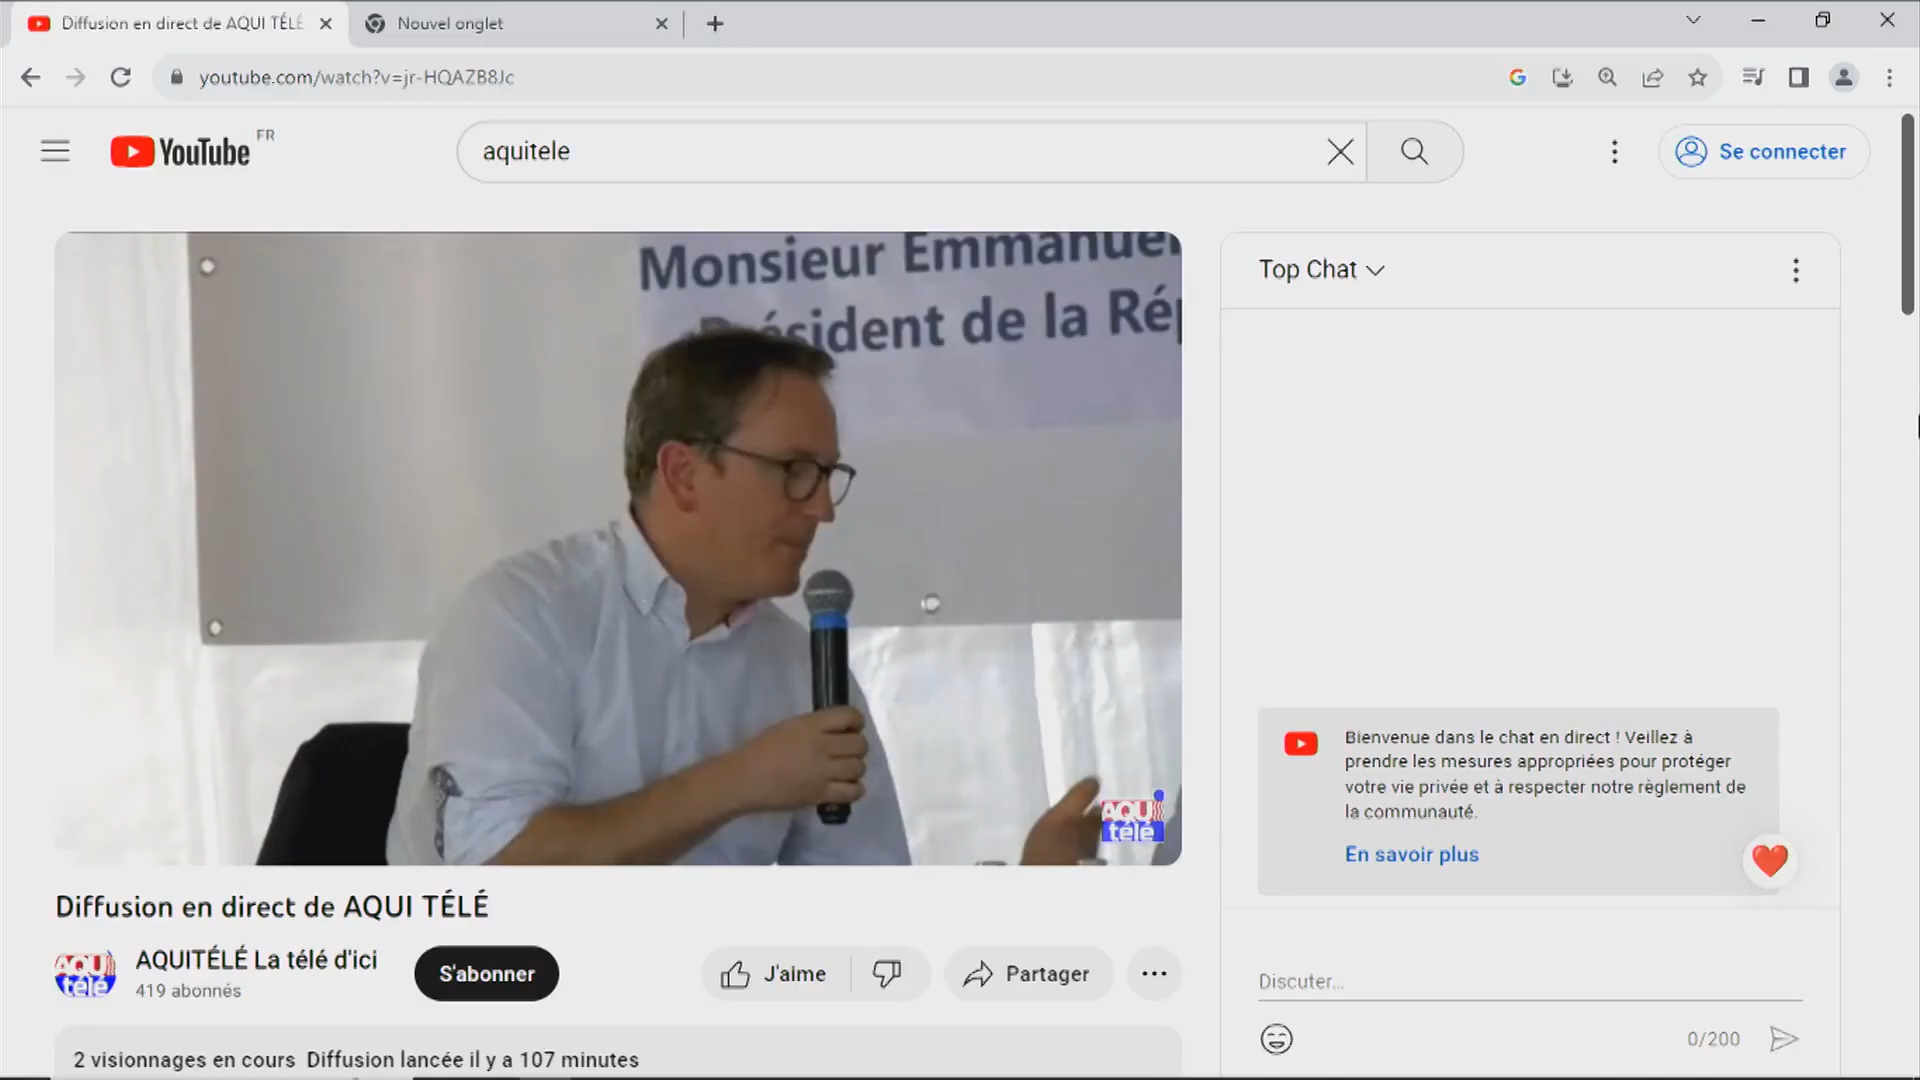 Diffusion en direct de AQUI TÉLÉ
Nouvel onglet
youtube.com/watch?v=jr-HQAZB8Jc
YouTube FR
aquitele
Se connecter
Monsieur Emmanuel
Président de la Rép
AQUI
télé
Top Chat
Bienvenue dans le chat en direct ! Veillez à
prendre les mesures appropriées pour protéger
votre vie privée et à respecter notre règlement de
la communauté.
En savoir plus
Diffusion en direct de AQUI TÉLÉ
AQUI
télé
AQUITÉLÉ La télé d'ici
419 abonnés
S'abonner
J'aime
Partager
Discuter...
0/200
2 visionnages en cours Diffusion lancée il y a 107 minutes